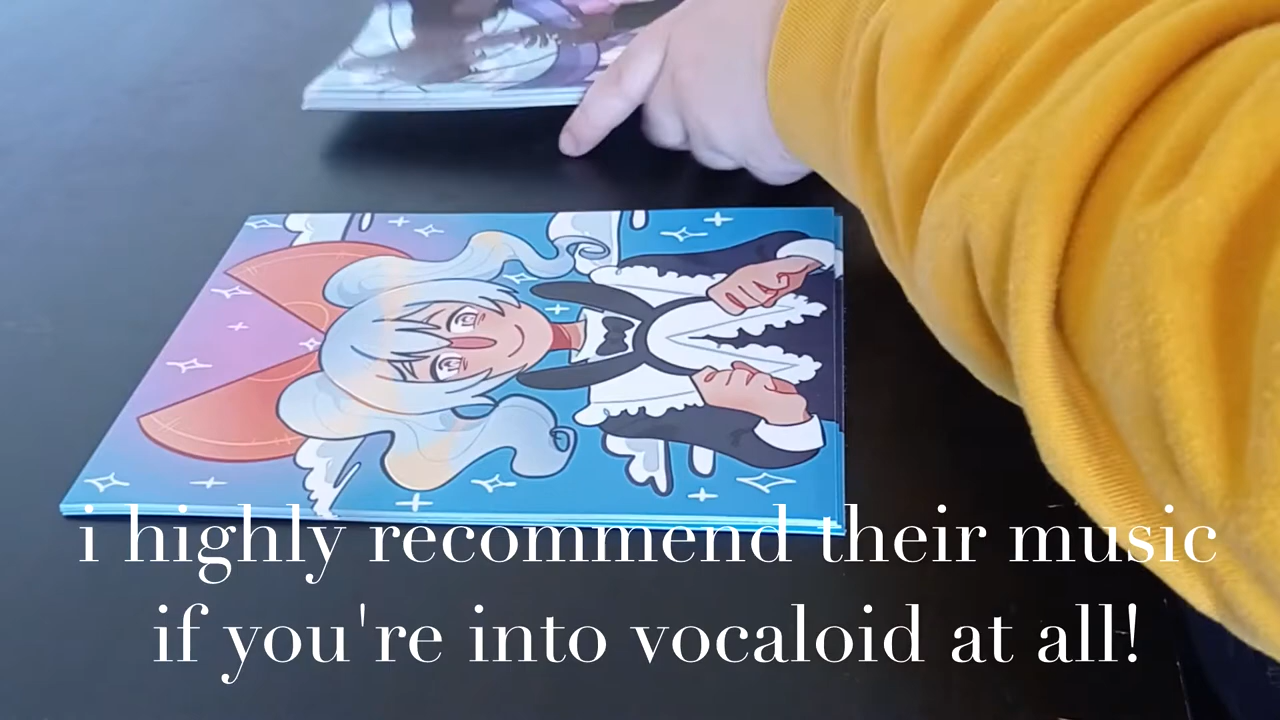 i highly recommend their music
if you're into vocaloid at all!